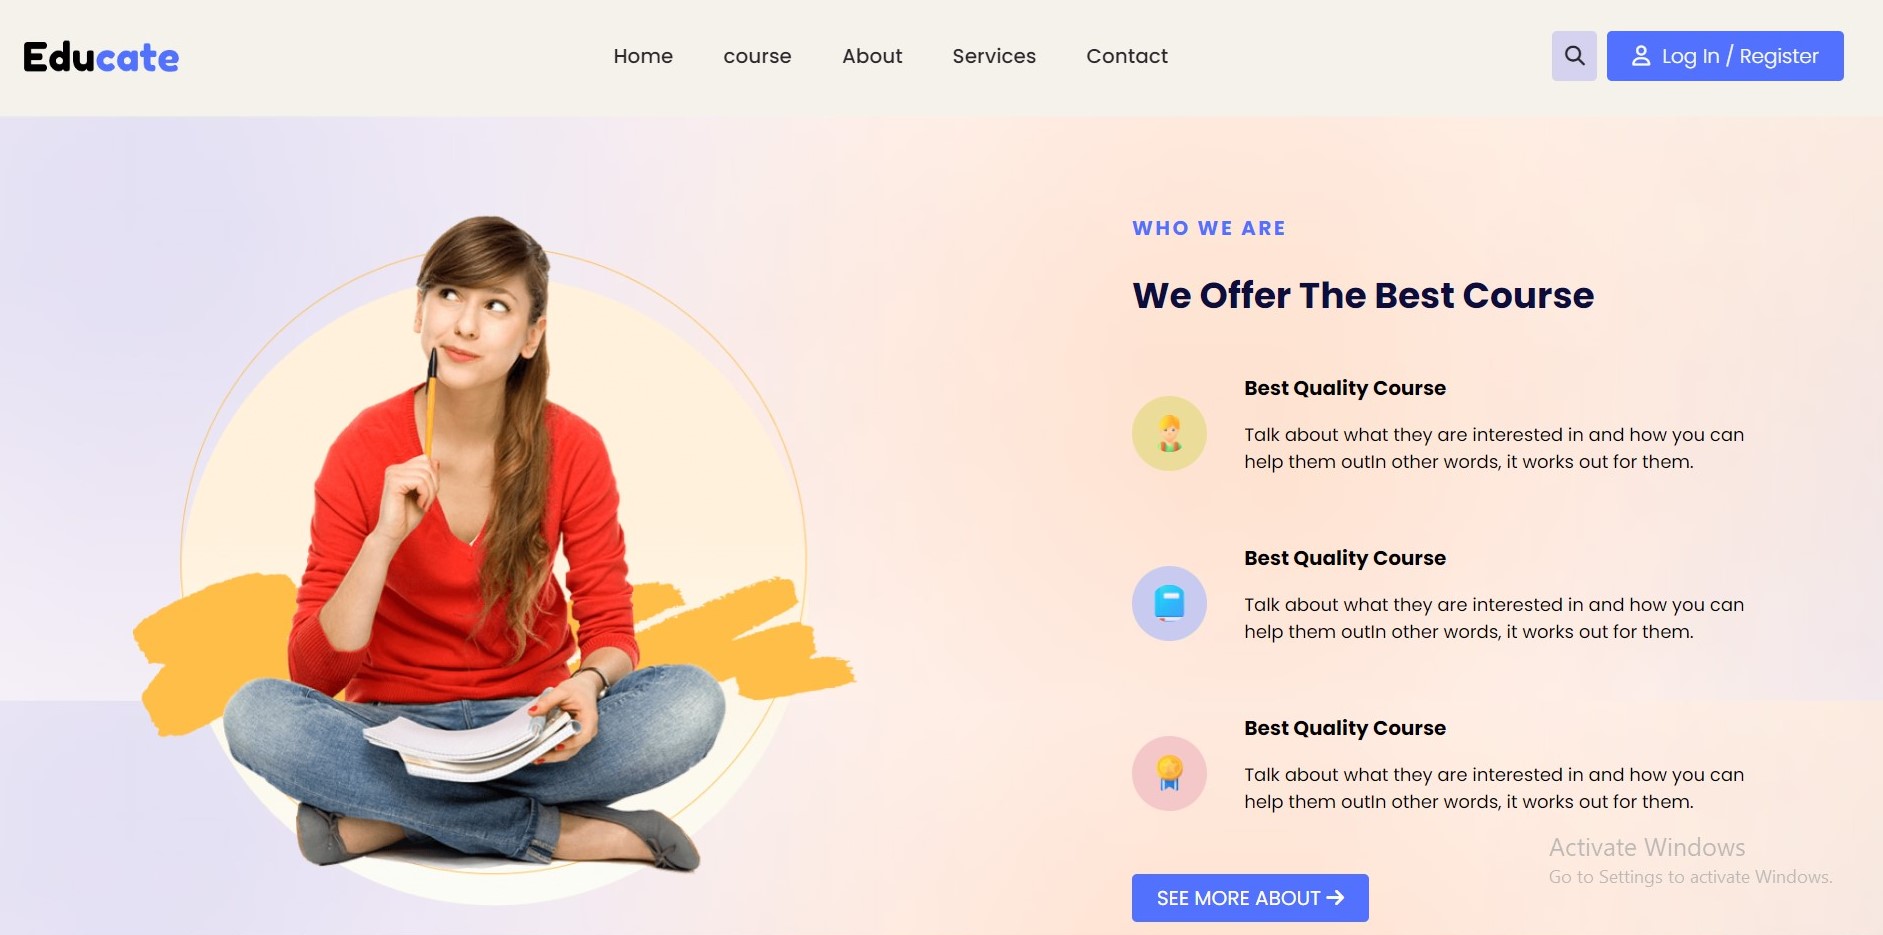 Educate
Home course About Services Contact
Log In / Register
WHO WE ARE
We Offer The Best Course
Best Quality Course
Talk about what they are interested in and how you can
help them outIn other words, it works out for them.
Best Quality Course
Talk about what they are interested in and how you can
help them outIn other words, it works out for them.
Best Quality Course
Talk about what they are interested in and how you can
help them outIn other words, it works out for them.
Activate Windows
Go to Settings to activate Windows.
SEE MORE ABOUT